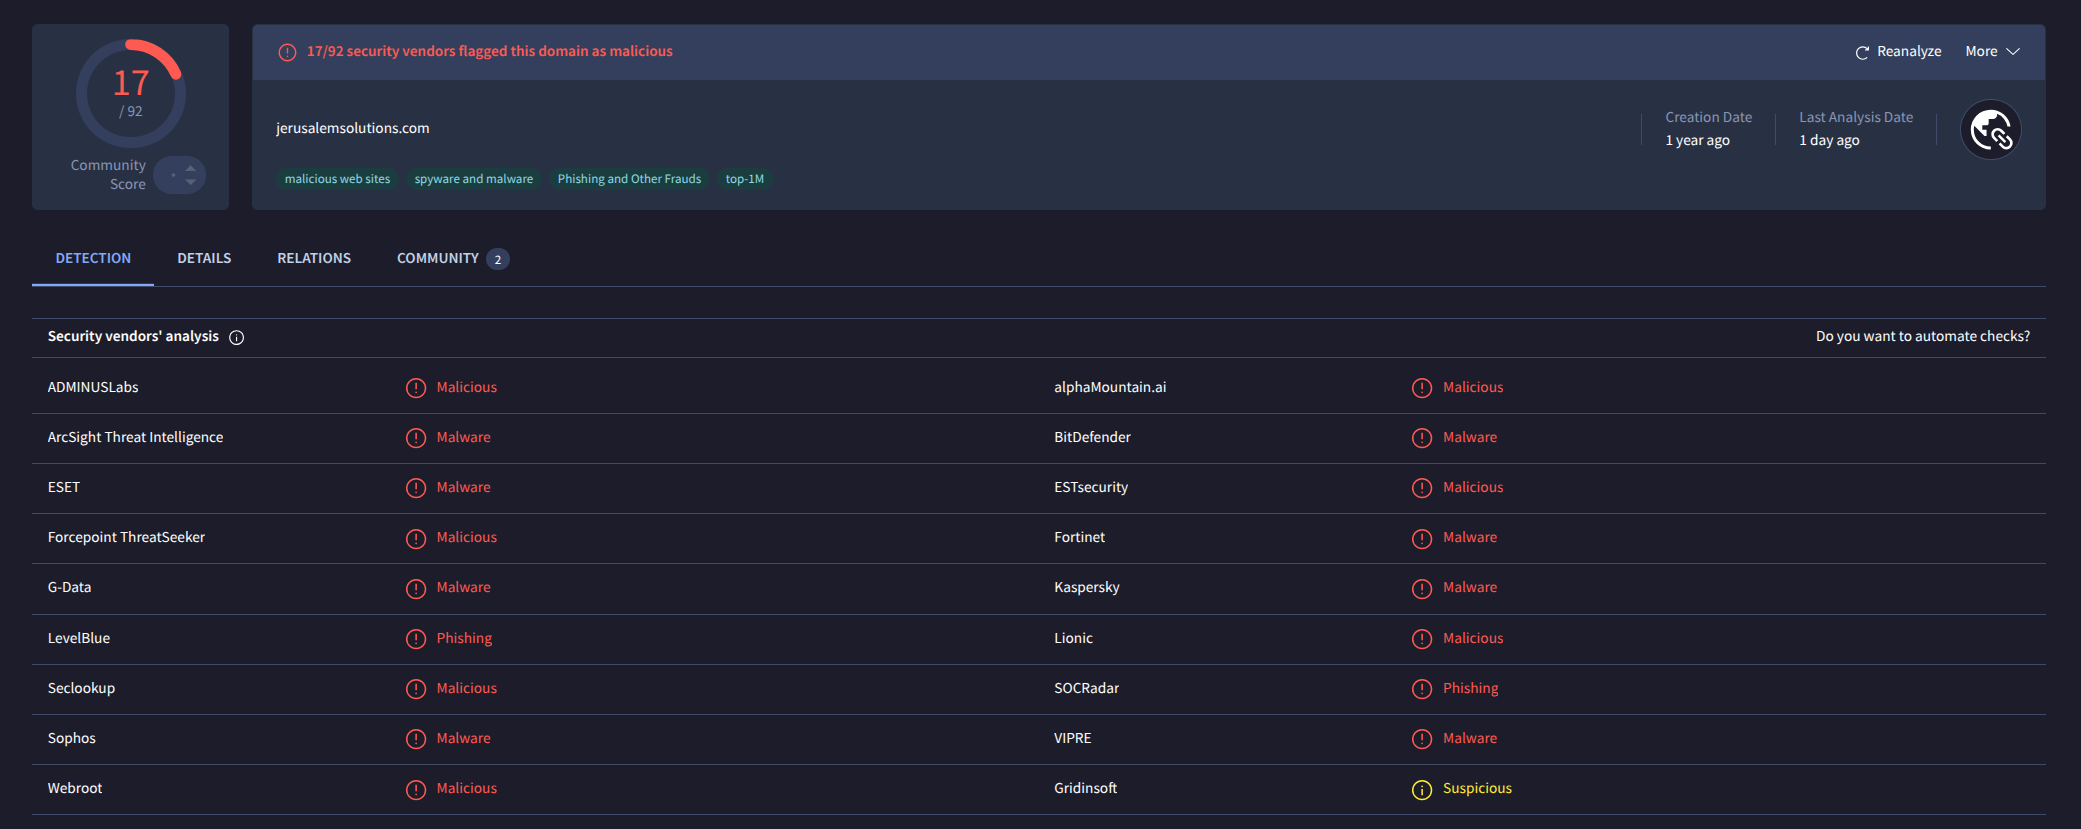 17
/ 92
Community
Score
17/92 security vendors flagged this domain as malicious
Reanalyze
More
jerusalemsolutions.com
malicious web sites
spyware and malware
Phishing and Other Frauds
top-1M
Creation Date
1 year ago
Last Analysis Date
1 day ago
DETECTION
DETAILS
RELATIONS
COMMUNITY 2
Security vendors' analysis
Do you want to automate checks?
ADMINUSLabs Malicious alphaMountain.ai Malicious
ArcSight Threat Intelligence Malware BitDefender Malware
ESET Malware ESTsecurity Malicious
Forcepoint ThreatSeeker Malicious Fortinet Malware
G-Data Malware Kaspersky Malware
LevelBlue Phishing Lionic Malicious
Seclookup Malicious SOCRadar Phishing
Sophos Malware VIPRE Malware
Webroot Malicious Gridinsoft Suspicious